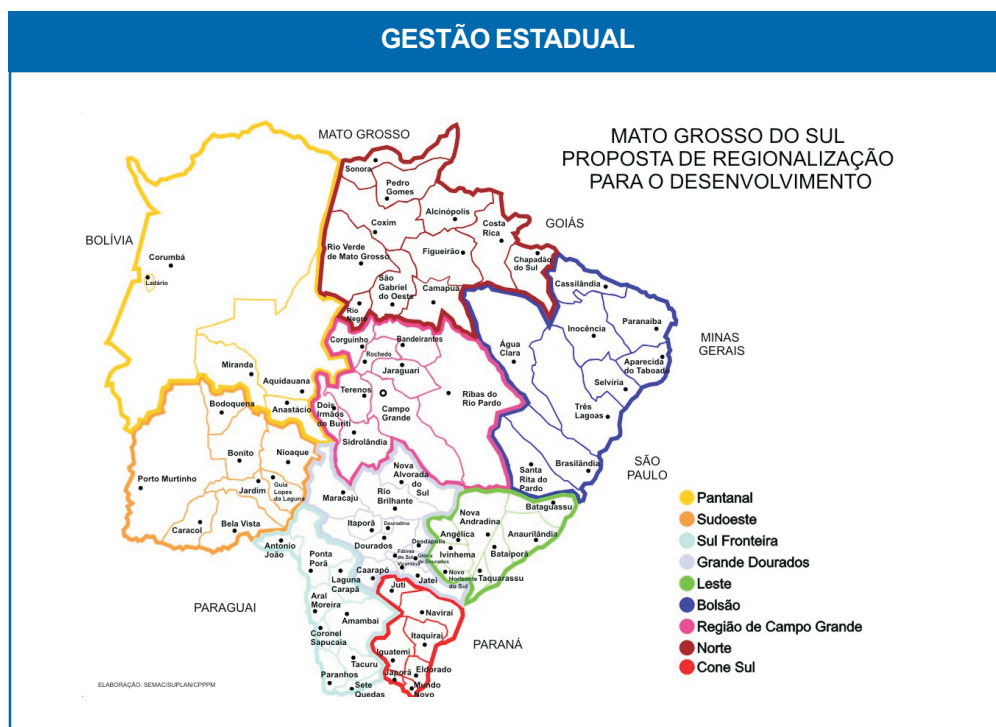 GESTÃO ESTADUAL
MATO GROSSO DO SUL
PROPOSTA DE REGIONALIZAÇÃO
PARA O DESENVOLVIMENTO
MATO GROSSO
GOIÁS
BOLÍVIA
MINAS
GERAIS
SÃO
PAULO
PARANÁ
PARAGUAI
Sonora
Pedro
Gomes
Alcinópolis
Costa
Rica
Coxim
Figueirão
Chapadão
do Sul
Rio Verde
de Mato Grosso
São
Gabriel
do Oeste
Camapuã
Rio
Negro
Corumbá
Ladário
Miranda
Aquidauana
Anastácio
Cassilândia
Inocência
Paranaíba
Água
Clara
Aparecida
do Taboado
Selvíria
Três
Lagoas
Santa
Rita do
Pardo
Brasilândia
Corguinho
Bandeirantes
Rochedo
Jaraguari
Terenos
Campo
Grande
Ribas do
Rio Pardo
Dois
Irmãos
do Buriti
Sidrolândia
Bodoquena
Bonito
Nioaque
Porto Murtinho
Jardim
Guia
Lopes
da Laguna
Caracol
Bela Vista
Nova
Alvorada
do Sul
Maracaju
Rio
Brilhante
Itaporã
Douradina
Dourados
Deodápolis
Fátima
do Sul
Glória
de Dourados
Vicentina
Caarapó
Jateí
Bataguassu
Nova
Andradina
Angélica
Anaurilândia
Ivinhema
Bataiporã
Novo
Horizonte
do Sul
Taquarassu
Antônio
João
Ponta
Porã
Laguna
Carapã
Aral
Moreira
Amambai
Coronel
Sapucaia
Tacuru
Paranhos
Sete
Quedas
Juti
Naviraí
Itaquiraí
Iguatemi
Eldorado
Japorã
Mundo
Novo
Pantanal
Sudoeste
Sul Fronteira
Grande Dourados
Leste
Bolsão
Região de Campo Grande
Norte
Cone Sul
ELABORAÇÃO: SEMAC/SUPLAN/CPPPM